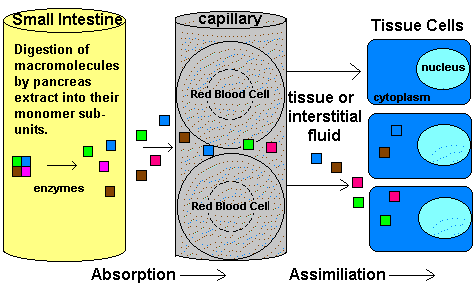 Small Intestine
Digestion of
macromolecules
by pancreas
extract into their
monomer sub-
units.
enzymes
capillary
Red Blood Cell
Red Blood Cell
tissue or
interstitial
fluid
Tissue Cells
nucleus
cytoplasm
Absorption
Assimiliation